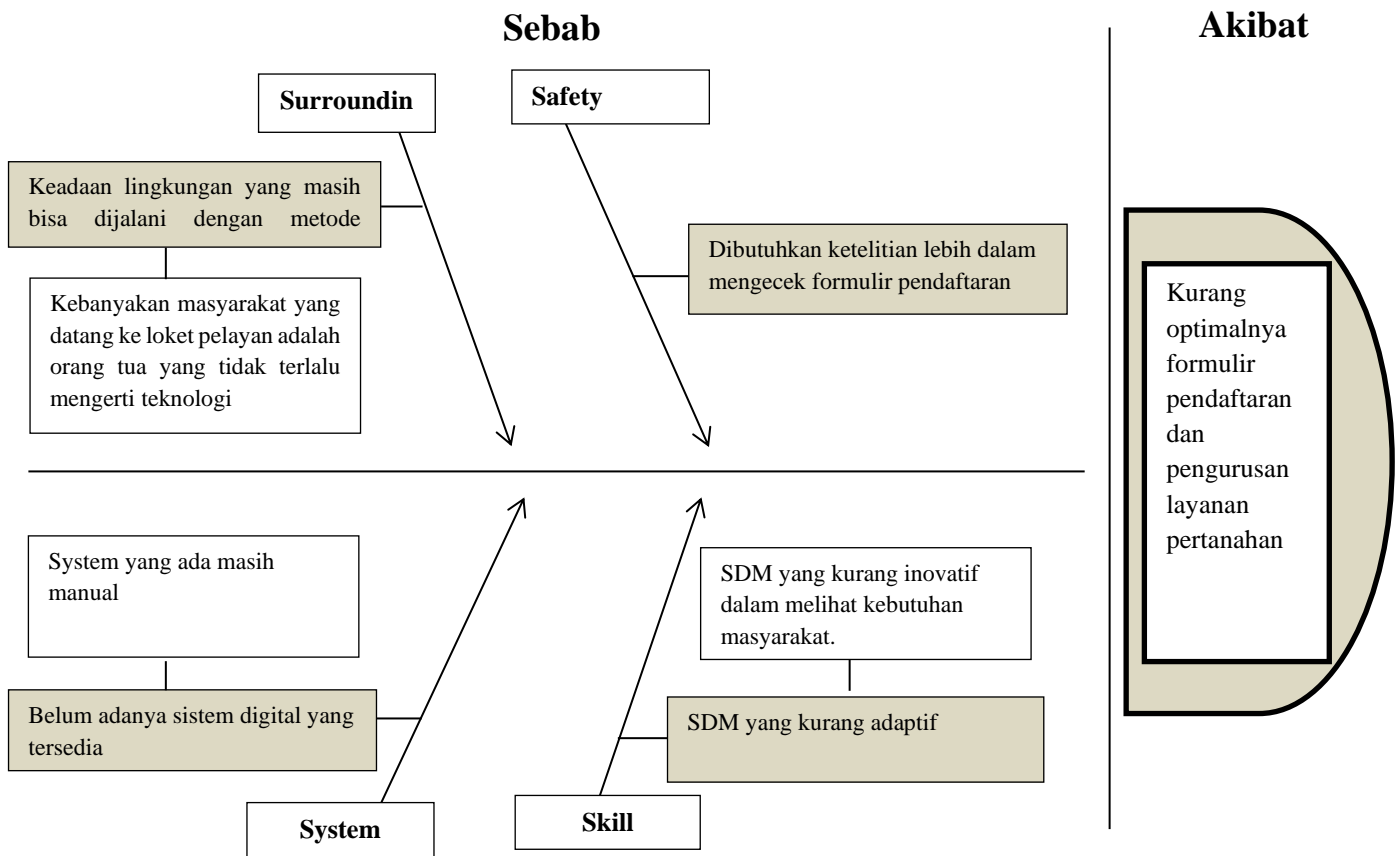 Sebab
Akibat
Surroundin
Safety
Keadaan lingkungan yang masih
bisa dijalani dengan metode
Kebanyakan masyarakat yang
datang ke loket pelayan adalah
orang tua yang tidak terlalu
mengerti teknologi
Dibutuhkan ketelitian lebih dalam
mengecek formulir pendaftaran
Kurang
optimalnya
formulir
pendaftaran
dan
pengurusan
layanan
pertanahan
System yang ada masih
manual
Belum adanya sistem digital yang
tersedia
SDM yang kurang inovatif
dalam melihat kebutuhan
masyarakat.
SDM yang kurang adaptif
System
Skill